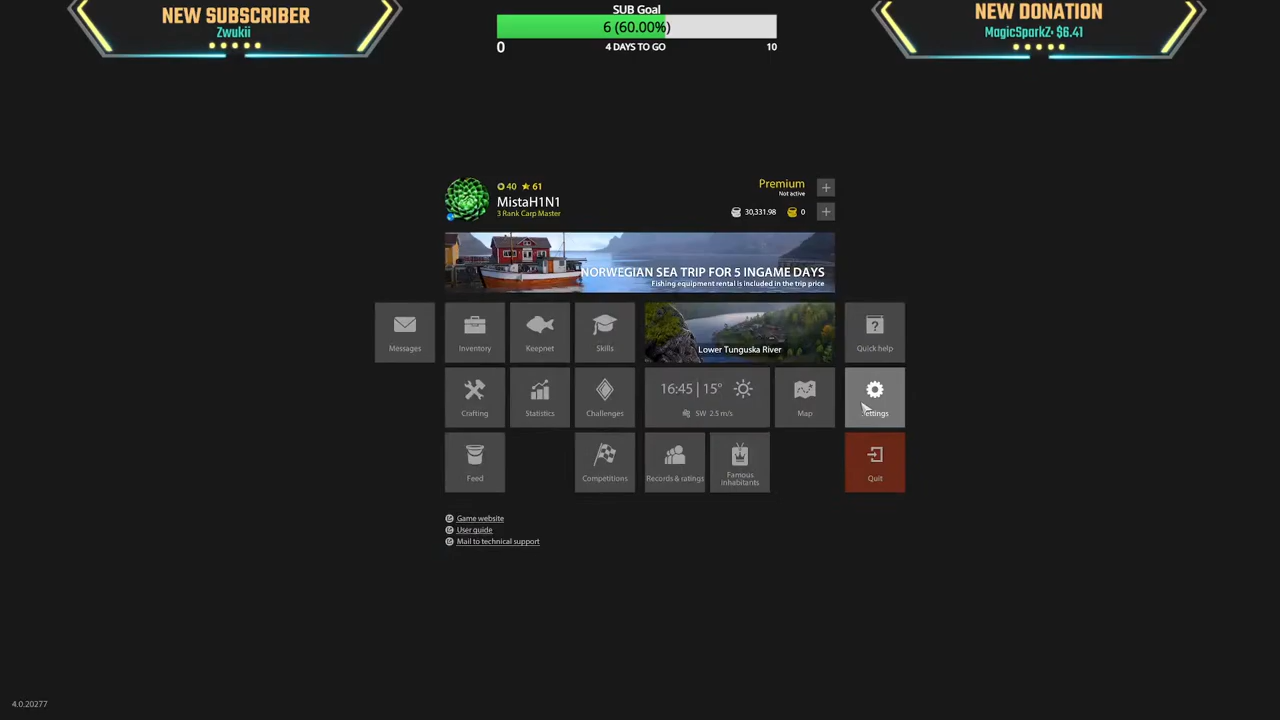 NEW SUBSCRIBER
Zwukii
SUB Goal
6 (60.00%)
0
4 DAYS TO GO
10
NEW DONATION
MagicSparkZ• $6.41
40 61
MistaH1N1
3 Rank Carp Master
Premium
Not active
30,331.98 0
NORWEGIAN SEA TRIP FOR 5 INGAME DAYS
Fishing equipment rental is included in the trip price
Messages
Inventory
Keepnet
Skills
Lower Tunguska River
Quick help
Crafting
Statistics
Challenges
16:45 | 15°
SW 2.5 m/s
Map
Settings
Feed
Competitions
Records & ratings
Famous
inhabitants
Quit
Game website
User guide
Mail to technical support
4.0.20277